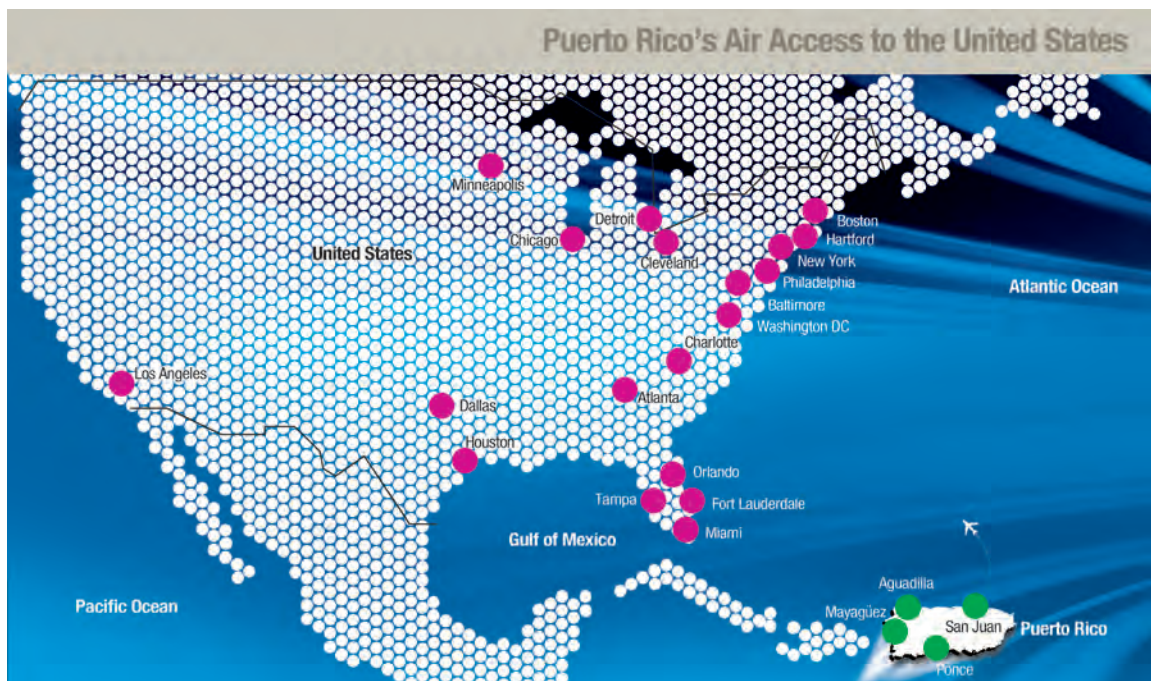 Puerto Rico's Air Access to the United States
Minneapolis
Detroit
Boston
Chicago
Hartford
United States
Cleveland
New York
Philadelphia
Atlantic Ocean
Baltimore
Washington DC
Charlotte
Los Angeles
Atlanta
Dallas
Houston
Orlando
Tampa
Fort Lauderdale
Miami
Gulf of Mexico
Aguadilla
Pacific Ocean
Mayagüez
San Juan
Puerto Rico
Ponce